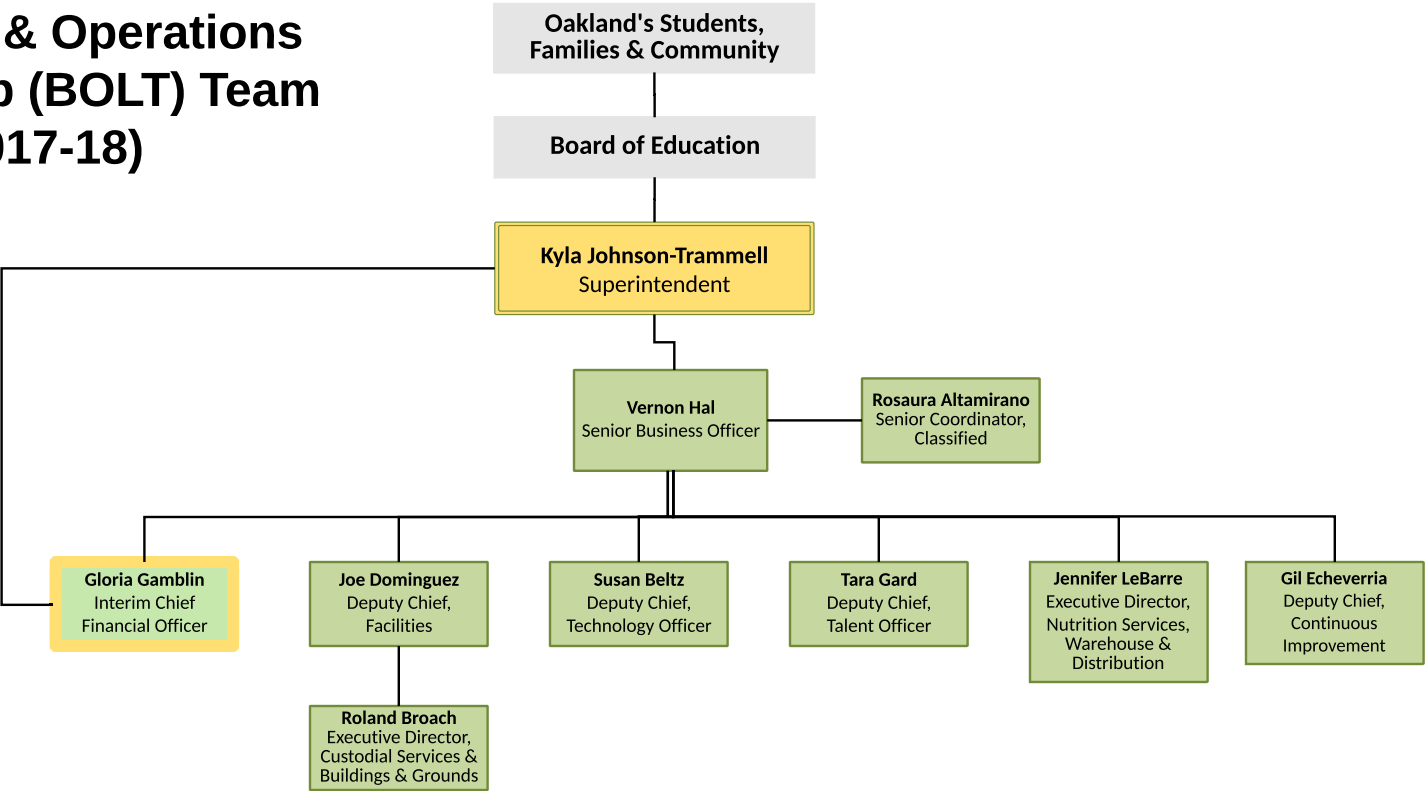 & Operations
(BOLT) Team
17-18)
Oakland's Students,
Families & Community
Board of Education
Kyla Johnson-Trammell
Superintendent
Vernon Hal
Senior Business Officer
Rosaura Altamirano
Senior Coordinator,
Classified
Gloria Gamblin
Interim Chief
Financial Officer
Joe Dominguez
Deputy Chief,
Facilities
Susan Beltz
Deputy Chief,
Technology Officer
Tara Gard
Deputy Chief,
Talent Officer
Jennifer LeBarre
Executive Director,
Nutrition Services,
Warehouse &
Distribution
Gil Echeverria
Deputy Chief,
Continuous
Improvement
Roland Broach
Executive Director,
Custodial Services &
Buildings & Grounds